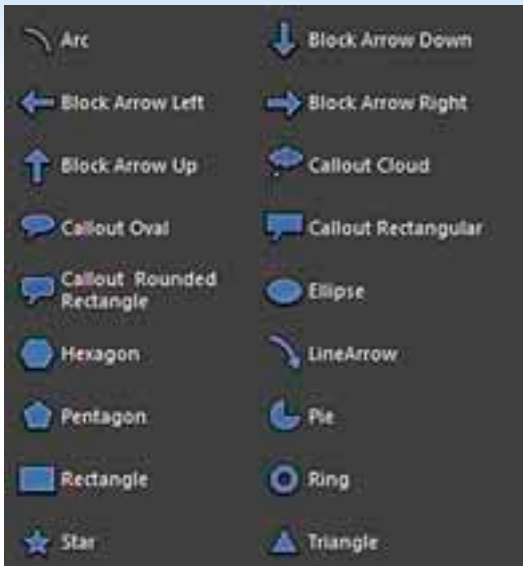 Arc
Block Arrow Down
Block Arrow Left
Block Arrow Right
Block Arrow Up
Callout Cloud
Callout Oval
Callout Rectangular
Callout Rounded
Rectangle
Ellipse
Hexagon
LineArrow
Pentagon
Pie
Rectangle
Ring
Star
Triangle